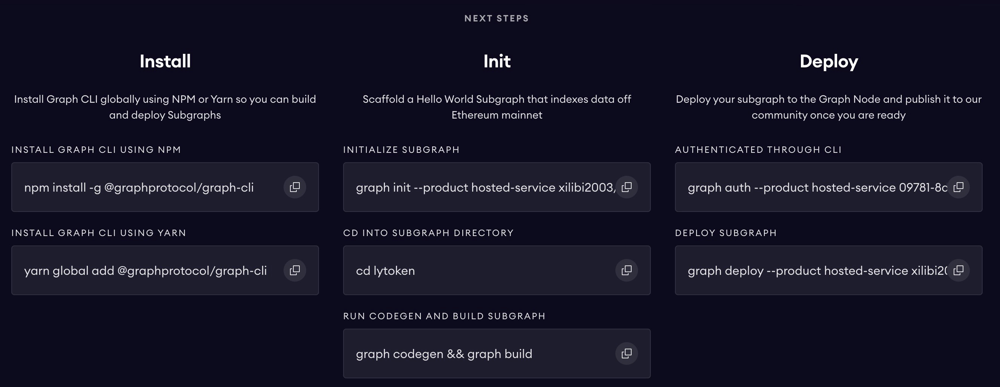 NEXT STEPS
Install
Install Graph CLI globally using NPM or Yarn so you can build
and deploy Subgraphs
INSTALL GRAPH CLI USING NPM
npm install -g @graphprotocol/graph-cli
INSTALL GRAPH CLI USING YARN
yarn global add @graphprotocol/graph-cli
Init
Scaffold a Hello World Subgraph that indexes data off
Ethereum mainnet
INITIALIZE SUBGRAPH
graph init --product hosted-service xilibi2003/
CD INTO SUBGRAPH DIRECTORY
cd lytoken
RUN CODEGEN AND BUILD SUBGRAPH
graph codegen && graph build
Deploy
Deploy your subgraph to the Graph Node and publish it to our
community once you are ready
AUTHENTICATED THROUGH CLI
graph auth --product hosted-service 09781-8
DEPLOY SUBGRAPH
graph deploy --product hosted-service xilibi2